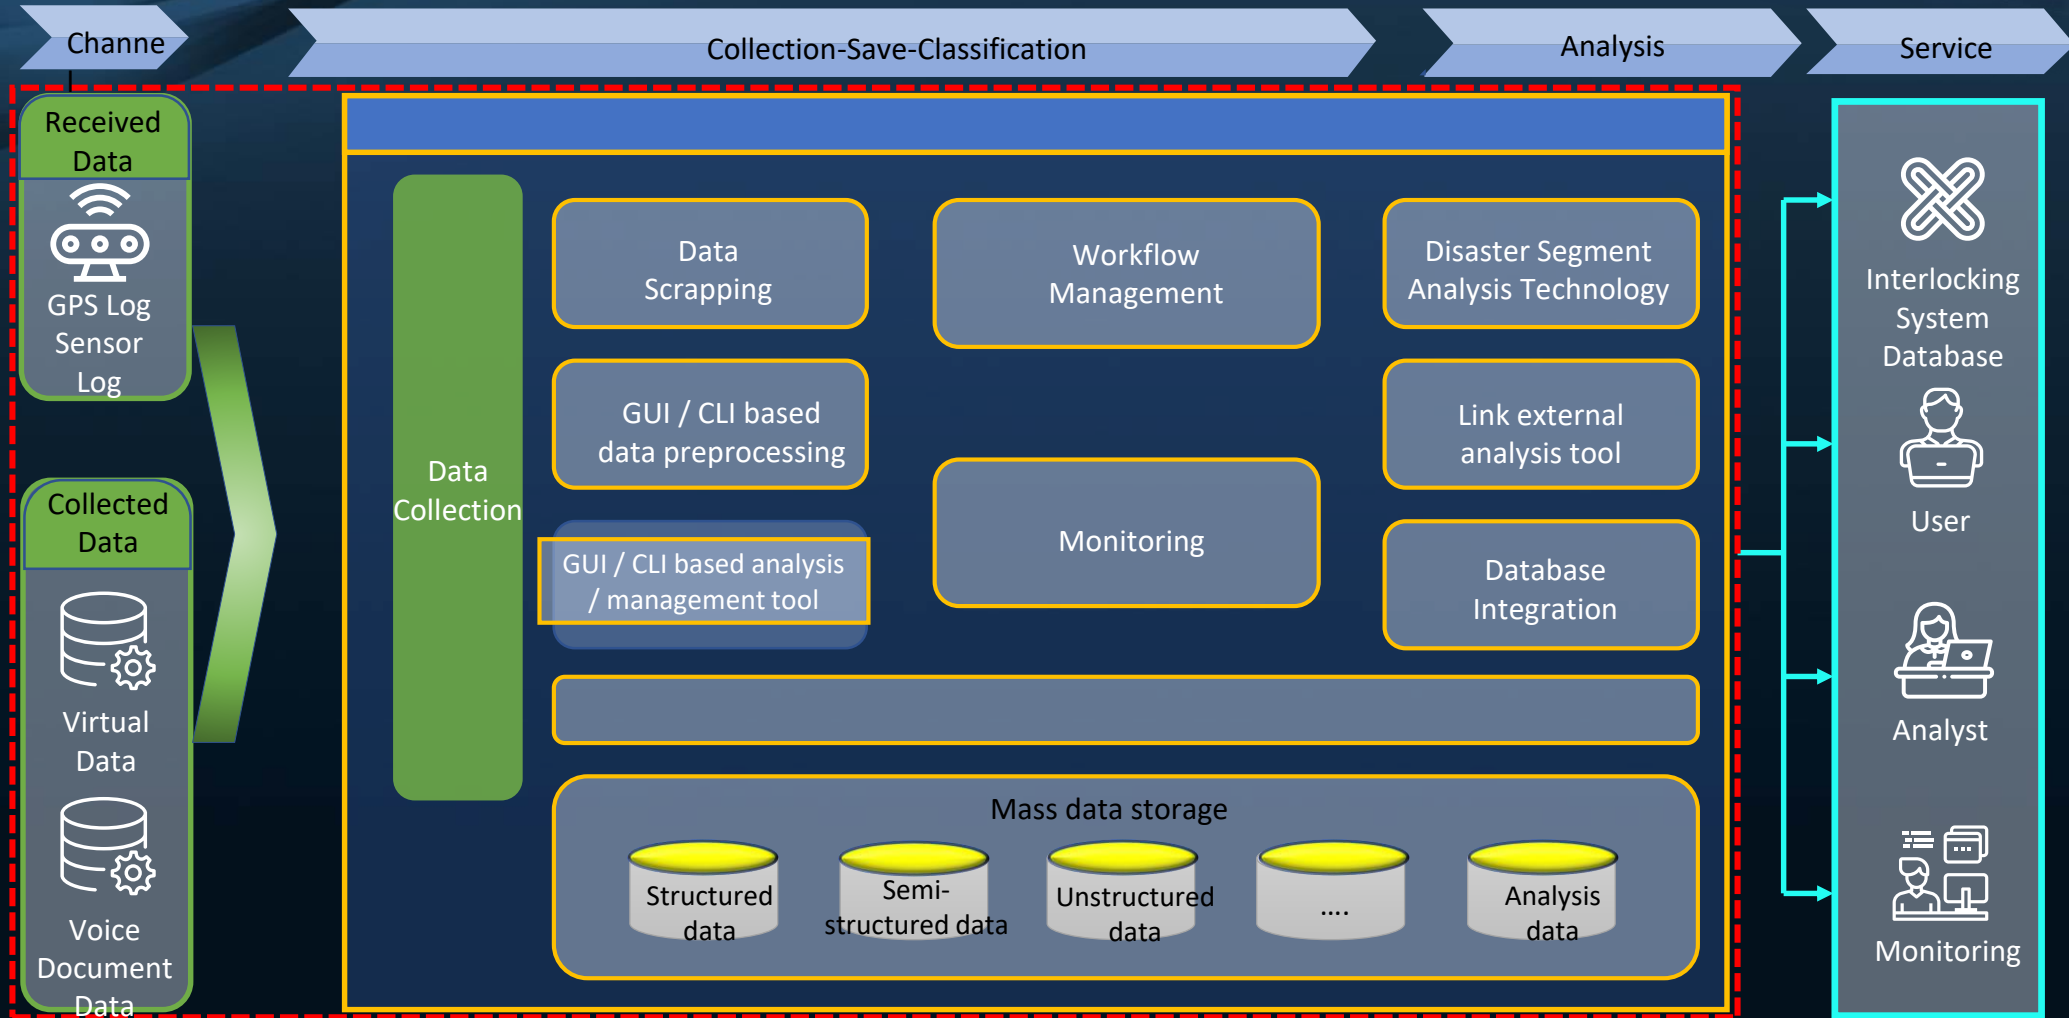 Channe
l
Collection-Save-Classification
Analysis
Service
Received
Data
GPS Log
Sensor
Log
Collected
Data
Virtual
Data
Voice
Document
Data
Data
Collection
Data
Scrapping
GUI / CLI based
data preprocessing
GUI / CLI based analysis
/ management tool
Workflow
Management
Monitoring
Disaster Segment
Analysis Technology
Link external
analysis tool
Database
Integration
Mass data storage
Structured
data
Semi-
structured data
Unstructured
data
....
Analysis
data
Interlocking
System
Database
User
Analyst
Monitoring